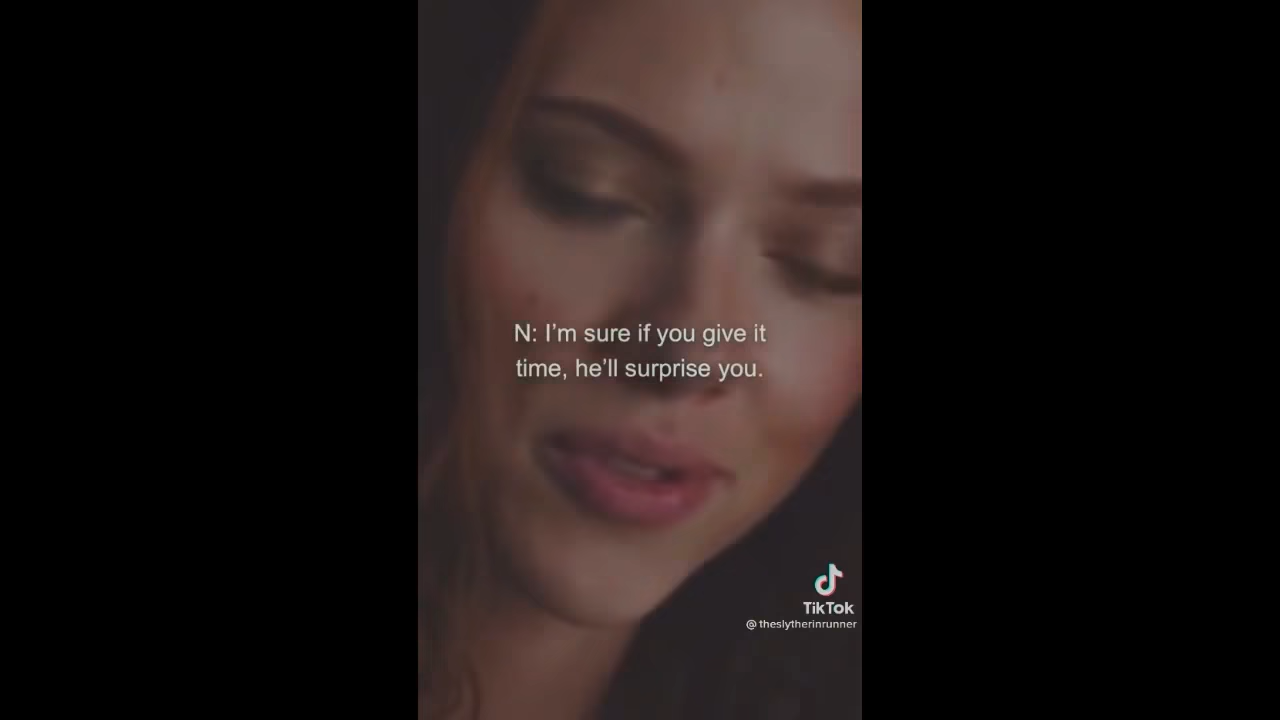 N: I'm sure if you give it
time, he'll surprise you.
TikTok
@theslytherinrunner